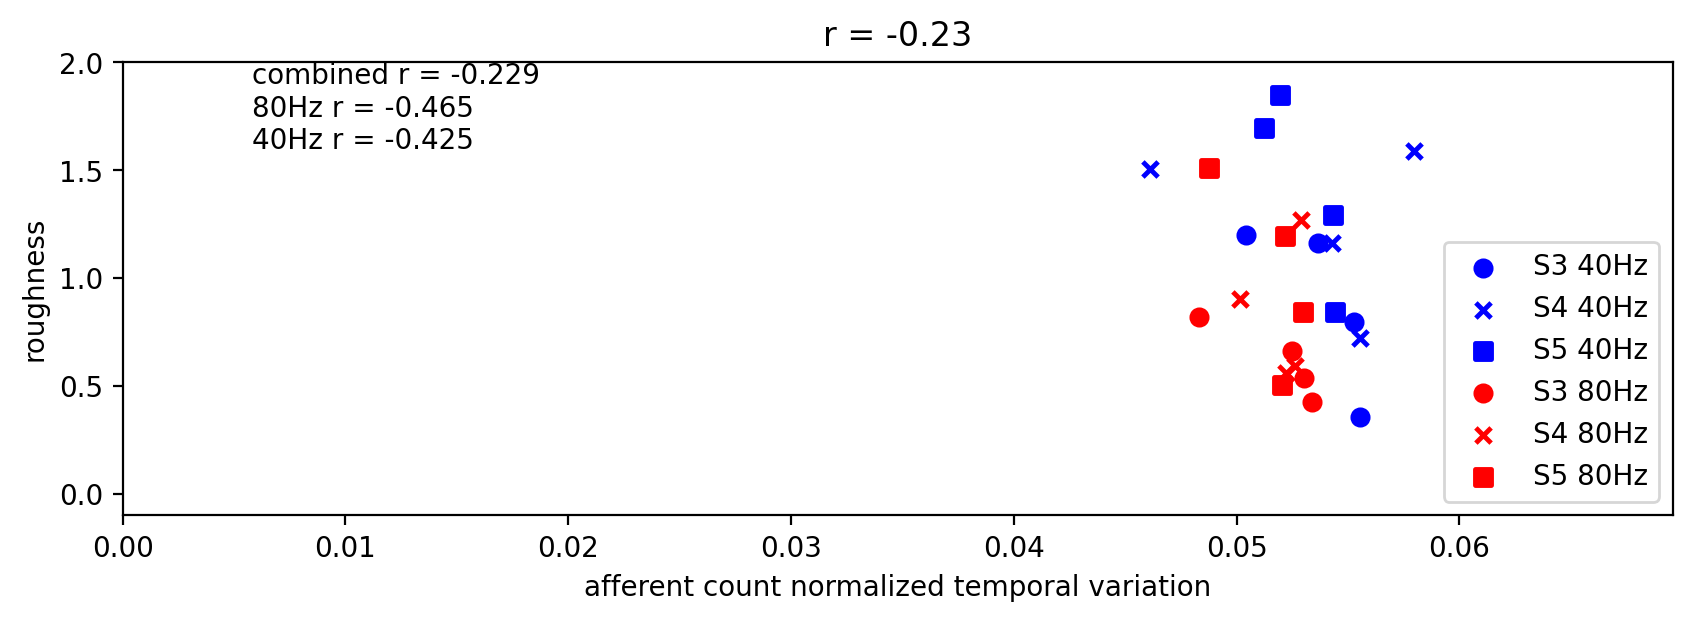 r = -0.23
combined r = -0.229
80Hz r = -0.465
40Hz r = -0.425
roughness
2.0
1.5
1.0
0.5
0.0
S3 40Hz
S4 40Hz
S5 40Hz
S3 80Hz
S4 80Hz
S5 80Hz
0.00 0.01 0.02 0.03 0.04 0.05 0.06
afferent count normalized temporal variation